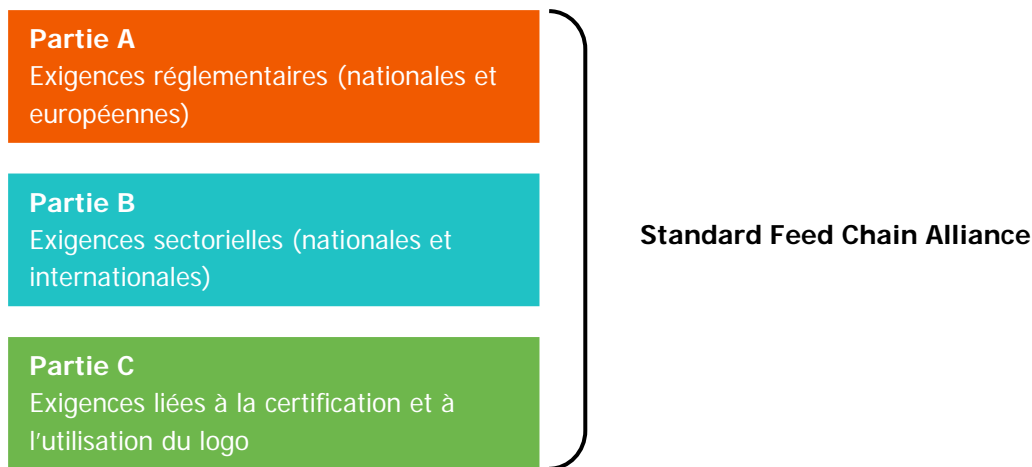 Partie A
Exigences réglementaires (nationales et
européennes)
Partie B
Exigences sectorielles (nationales et
internationales)
Standard Feed Chain Alliance
Partie C
Exigences liées à la certification et à
l'utilisation du logo